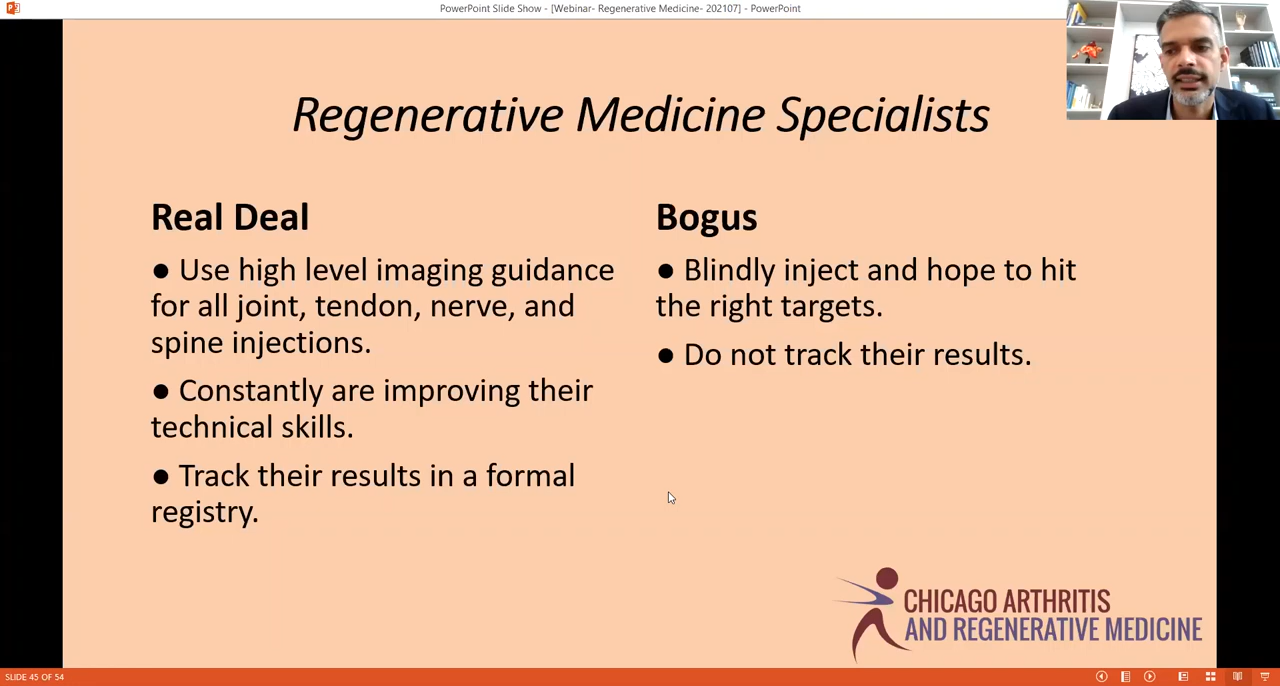 PowerPoint Slide Show - [Webinar- Regenerative Medicine- 202107] - PowerPoint
Regenerative Medicine Specialists
Real Deal
● Use high level imaging guidance
for all joint, tendon, nerve, and
spine injections.
● Constantly are improving their
technical skills.
● Track their results in a formal
registry.
Bogus
● Blindly inject and hope to hit
the right targets.
● Do not track their results.
CHICAGO ARTHRITIS
AND REGENERATIVE MEDICINE
SLIDE 45 OF 54